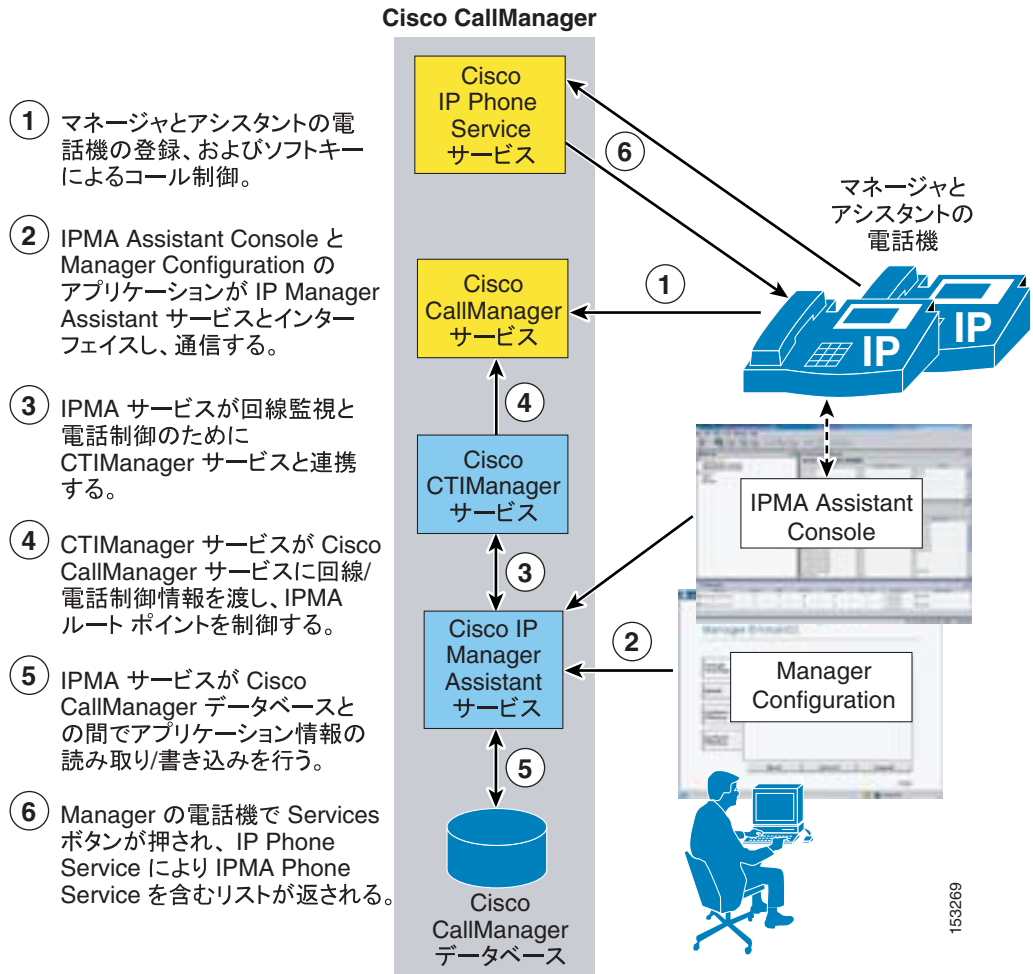 Cisco CallManager
1 マネージャとアシスタントの電
話機の登録、およびソフトキー
によるコール制御。
2 IPMA Assistant Console と
Manager Configuration の
アプリケーションが IP Manager
Assistant サービスとインター
フェイスし、通信する。
3 IPMA サービスが回線監視と
電話制御のために
CTIManager サービスと連携
する。
4 CTIManager サービスが Cisco
CallManager サービスに回線/
電話制御情報を渡し、IPMA
ルート ポイントを制御する。
5 IPMA サービスが Cisco
CallManager データベースと
の間でアプリケーション情報の
読み取り/書き込みを行う。
6 Manager の電話機で Services
ボタンが押され、 IP Phone
Service により IPMA Phone
Service を含むリストが返される。
Cisco
IP Phone
Service
サービス
6
マネージャと
アシスタントの
電話機
IP
IP
1
Cisco
CallManager
サービス
4
Cisco
CTIManager
サービス
3
IPMA Assistant
Console
Cisco IP
Manager
Assistant
サービス
2
Manager
Configuration
5
Cisco
CallManager
データベース
153269